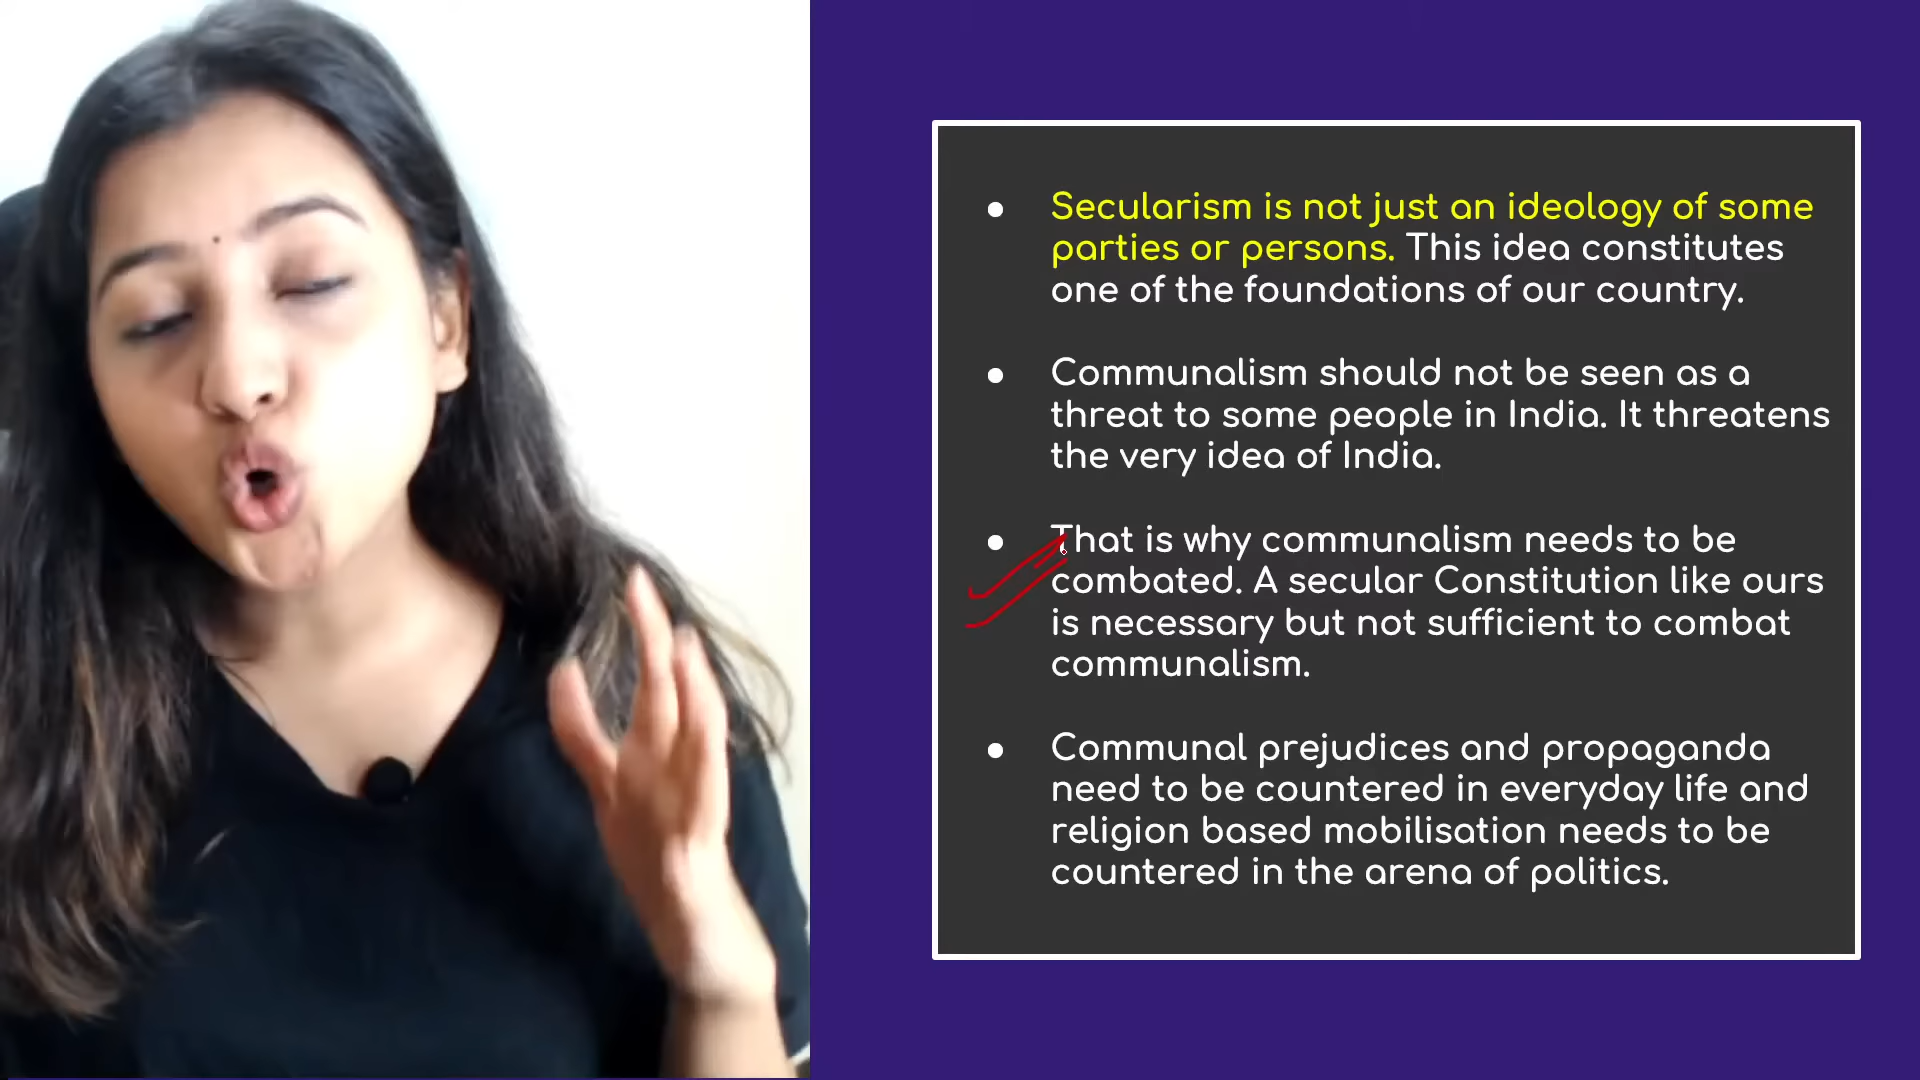 Secularism is not just an ideology of some
parties or persons. This idea constitutes
one of the foundations of our country.
Communalism should not be seen as a
threat to some people in India. It threatens
the very idea of India.
That is why communalism needs to be
combated. A secular Constitution like ours
is necessary but not sufficient to combat
communalism.
Communal prejudices and propaganda
need to be countered in everyday life and
religion based mobilisation needs to be
countered in the arena of politics.